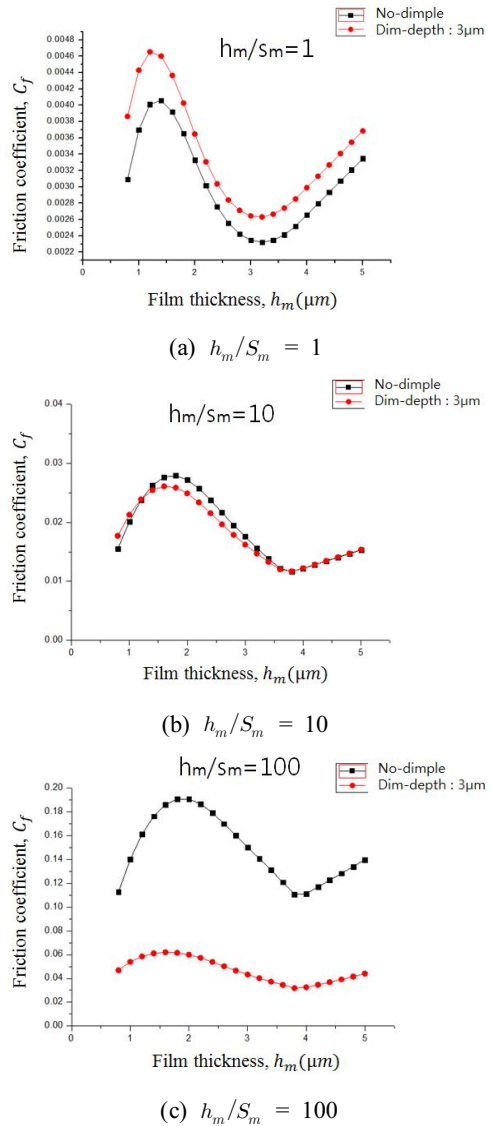 No-dimple
Dim-depth : 3μm
hm/sm=1
0.0048
0.0046
0.0044
0.0042
0.0040
0.0038
0.0036
0.0034
0.0032
0.0030
0.0028
0.0026
0.0024
0.0022
Friction coefficient, Cf
0 1 2 3 4 5
Film thickness, hm(μm)
(a) hm/Sm = 1
No-dimple
Dim-depth : 3μm
hm/sm=10
0.04
0.03
0.02
0.01
0.00
Friction coefficient, Cf
0 1 2 3 4 5
Film thickness, hm(μm)
(b) hm/Sm = 10
hm/sm=100
No-dimple
Dim-depth : 3μm
0.20
0.18
0.16
0.14
0.12
0.10
0.08
0.06
0.04
0.02
0.00
Friction coefficient, Cf
0 1 2 3 4 5
Film thickness, hm(μm)
(c) hm/Sm = 100